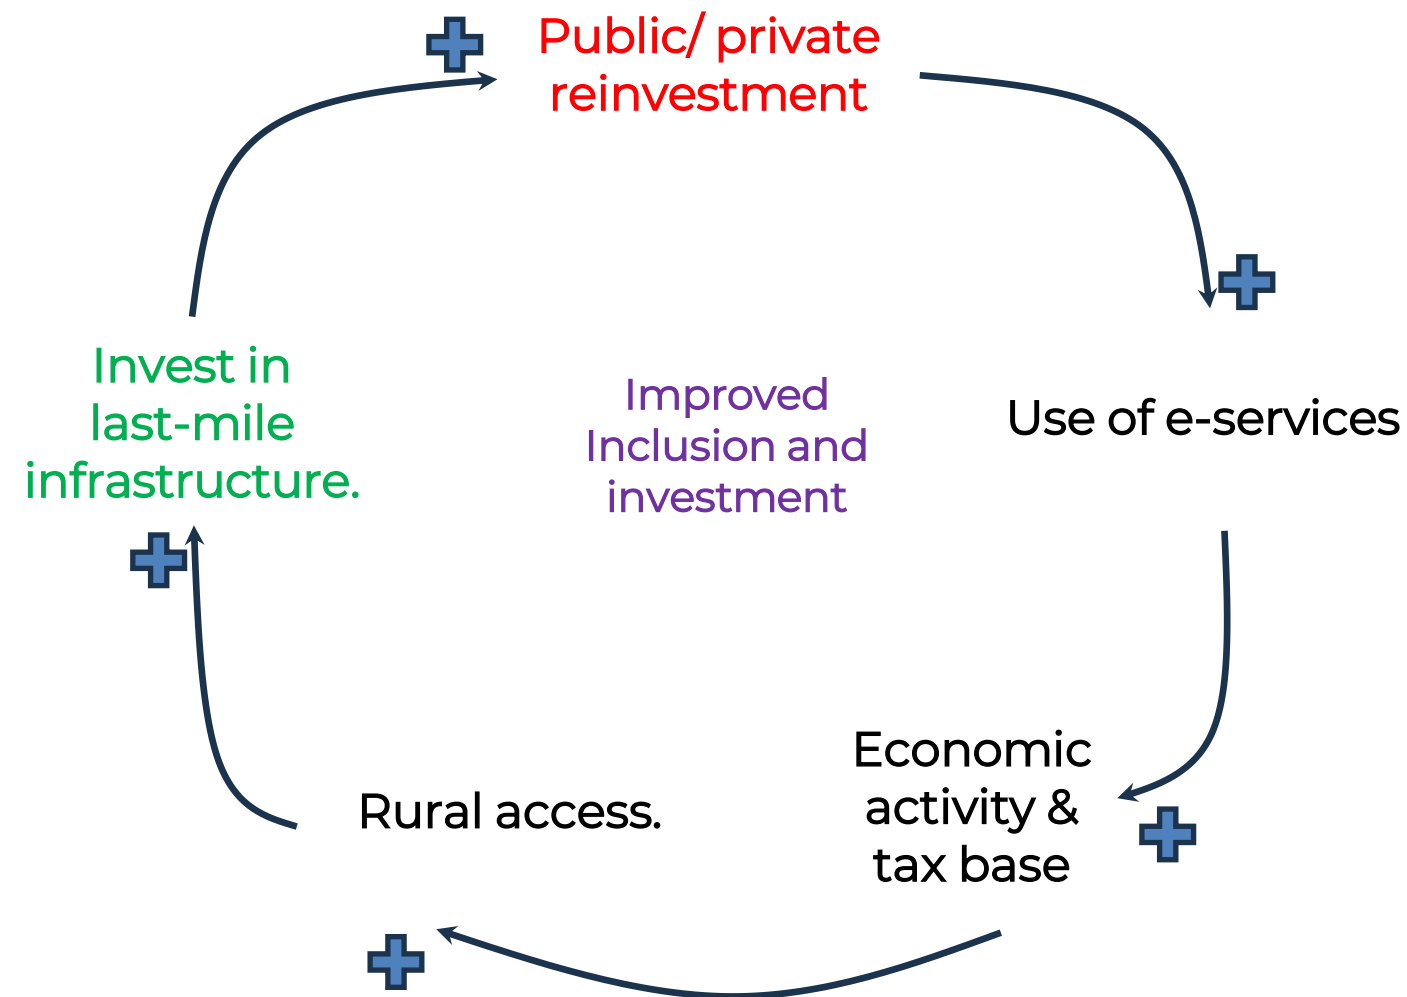 Public/ private
reinvestment
Invest in
last-mile
infrastructure.
Improved
Inclusion and
investment
Use of e-services
Economic
activity &
tax base
Rural access.